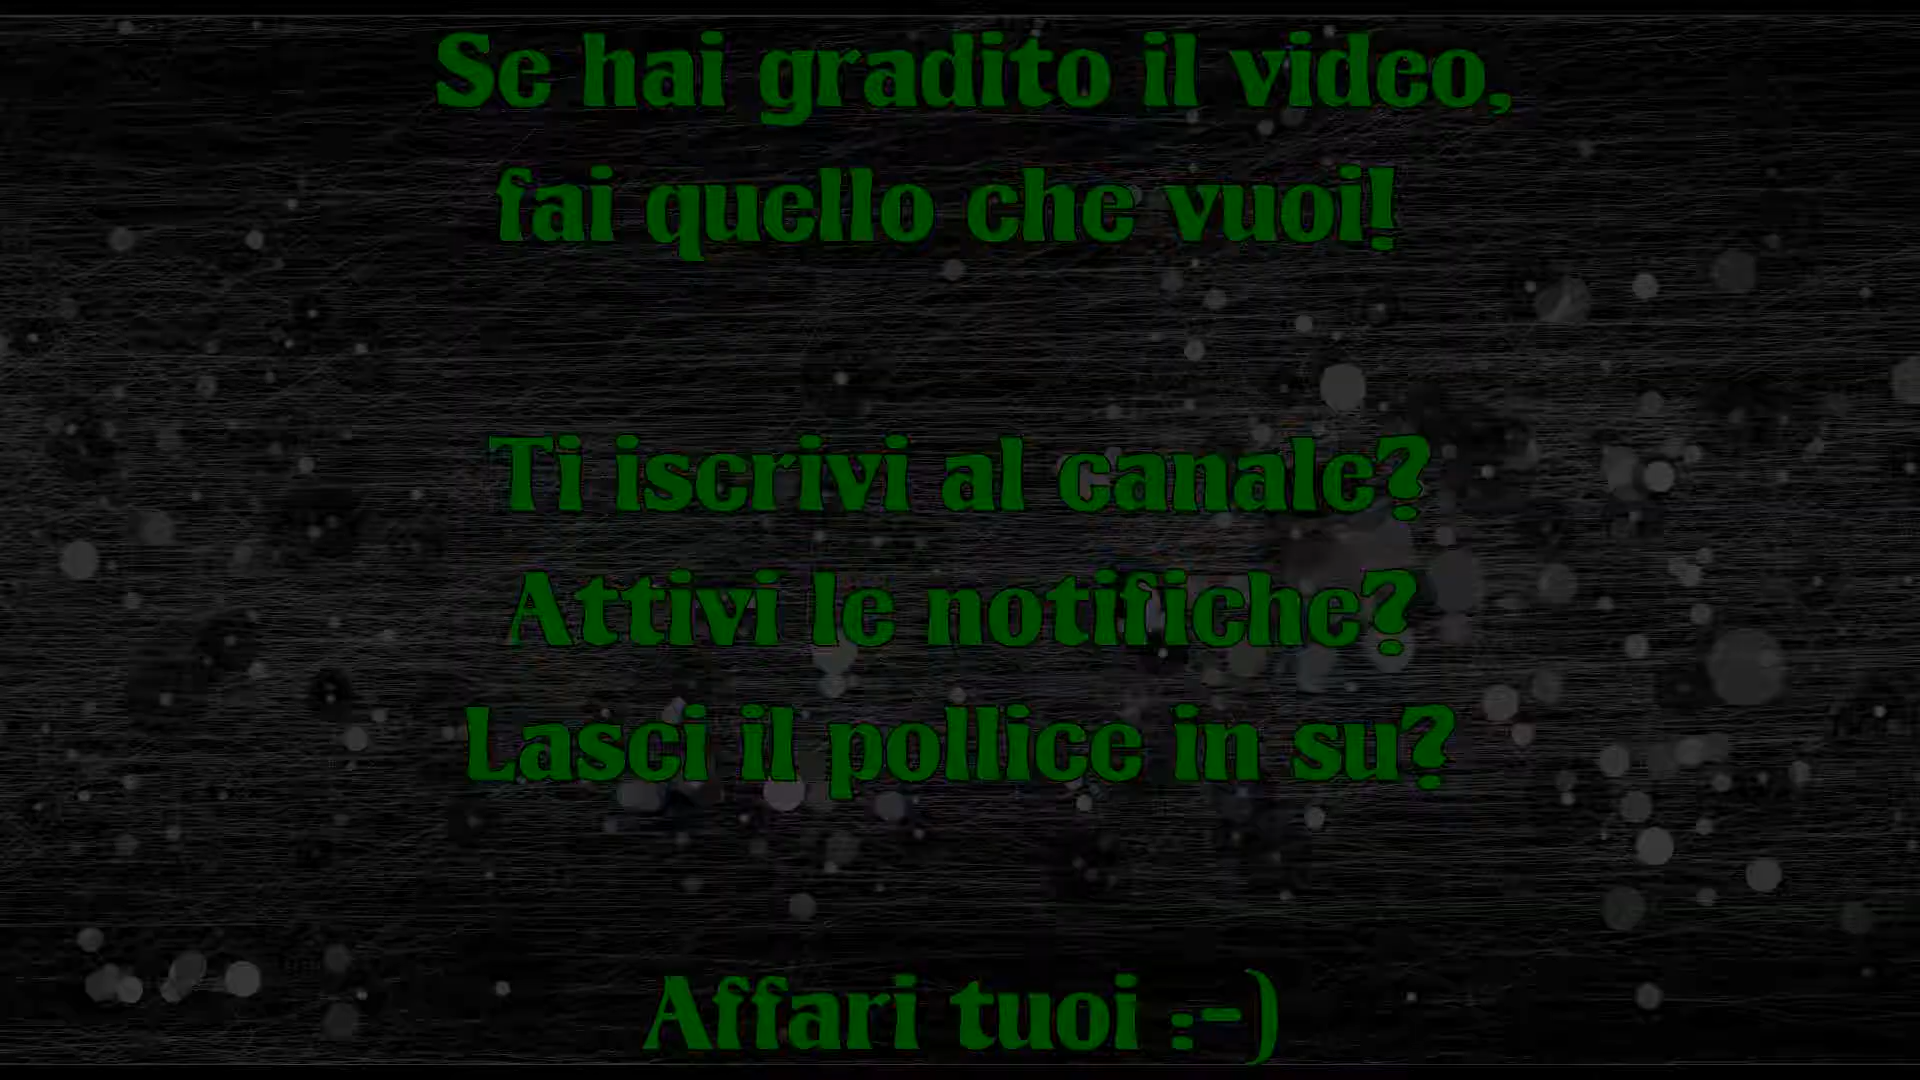 Se hai gradito il video,
fai quello che vuoi!
Ti iscrivi al canale?
Attivi le notifiche?
Lasci il pollice in su?
Affari tuoi :-)